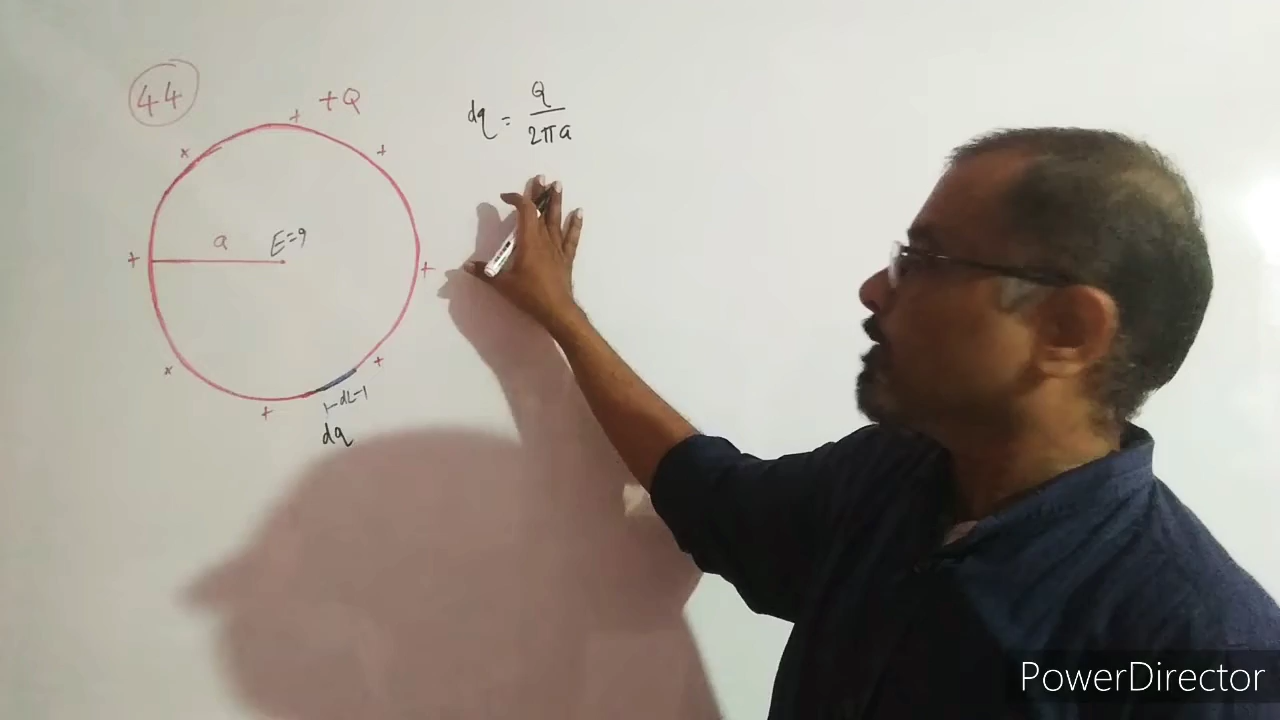 44
+Q
dq = Q / 2πa
a
E=?
dL
dq
PowerDirector